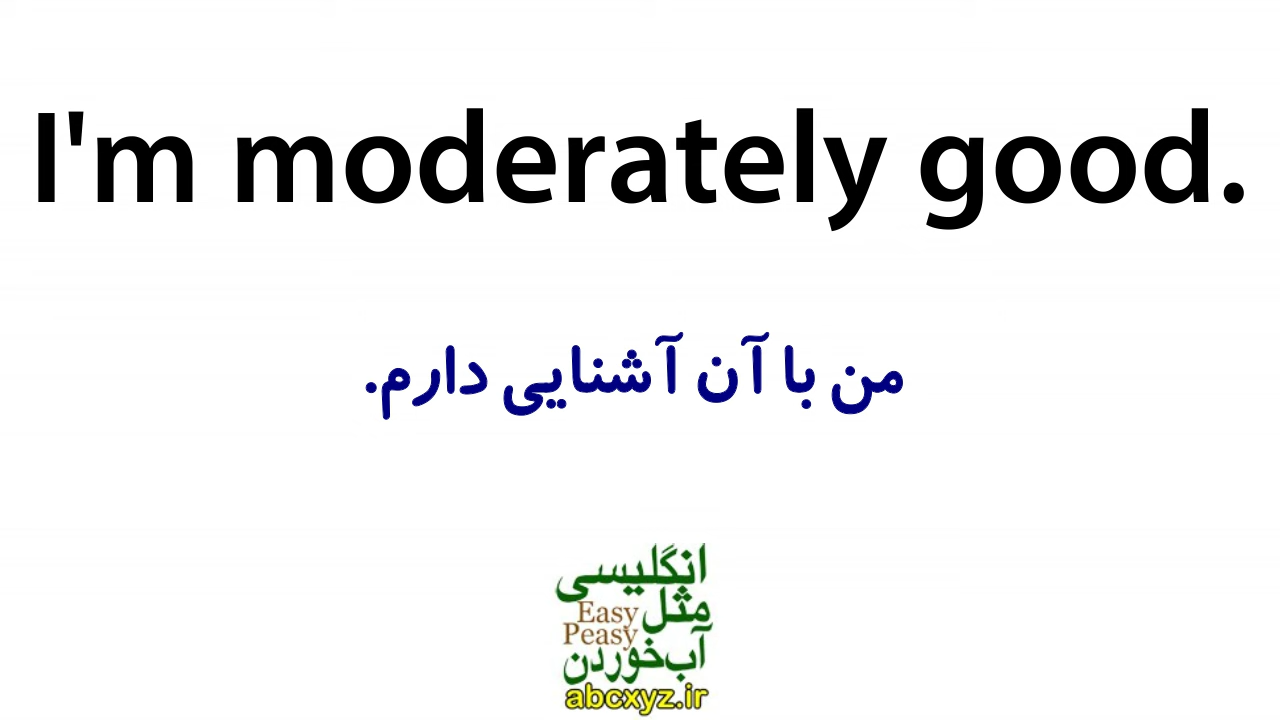 I'm moderately good.
من با آن آشنایی دارم.
انگلیسی
مثل Easy
Peasy
آب‌خوردن
abcxyz.ir